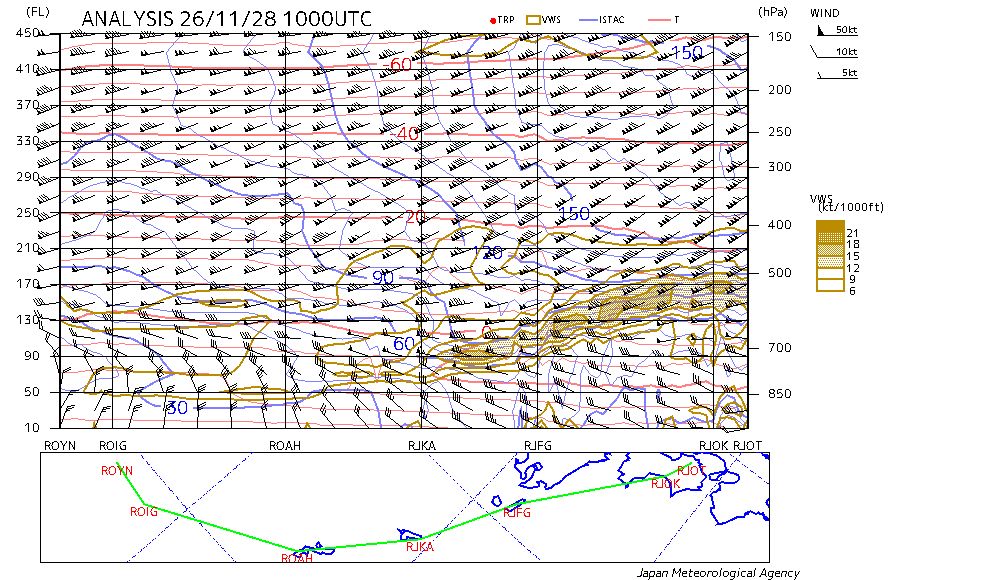 (FL) ANALYSIS 26/11/28 1000UTC TRP VWS ISTAC T (hPa) WIND
450 150 50kt
-60 150
410 10kt
5kt
200
370
-40 250
330
300
290
VWS
(kt/1000ft)
250 -20 150 400
21
210 120 18
15
90 500 12
170 9
6
130 0
60 700
90
50 850
30
10
ROYN ROIG ROAH RJKA RJFG RJOK RJOT
ROYN RJOT
RJOK
ROIG RJFG
RJKA
ROAH
Japan Meteorological Agency